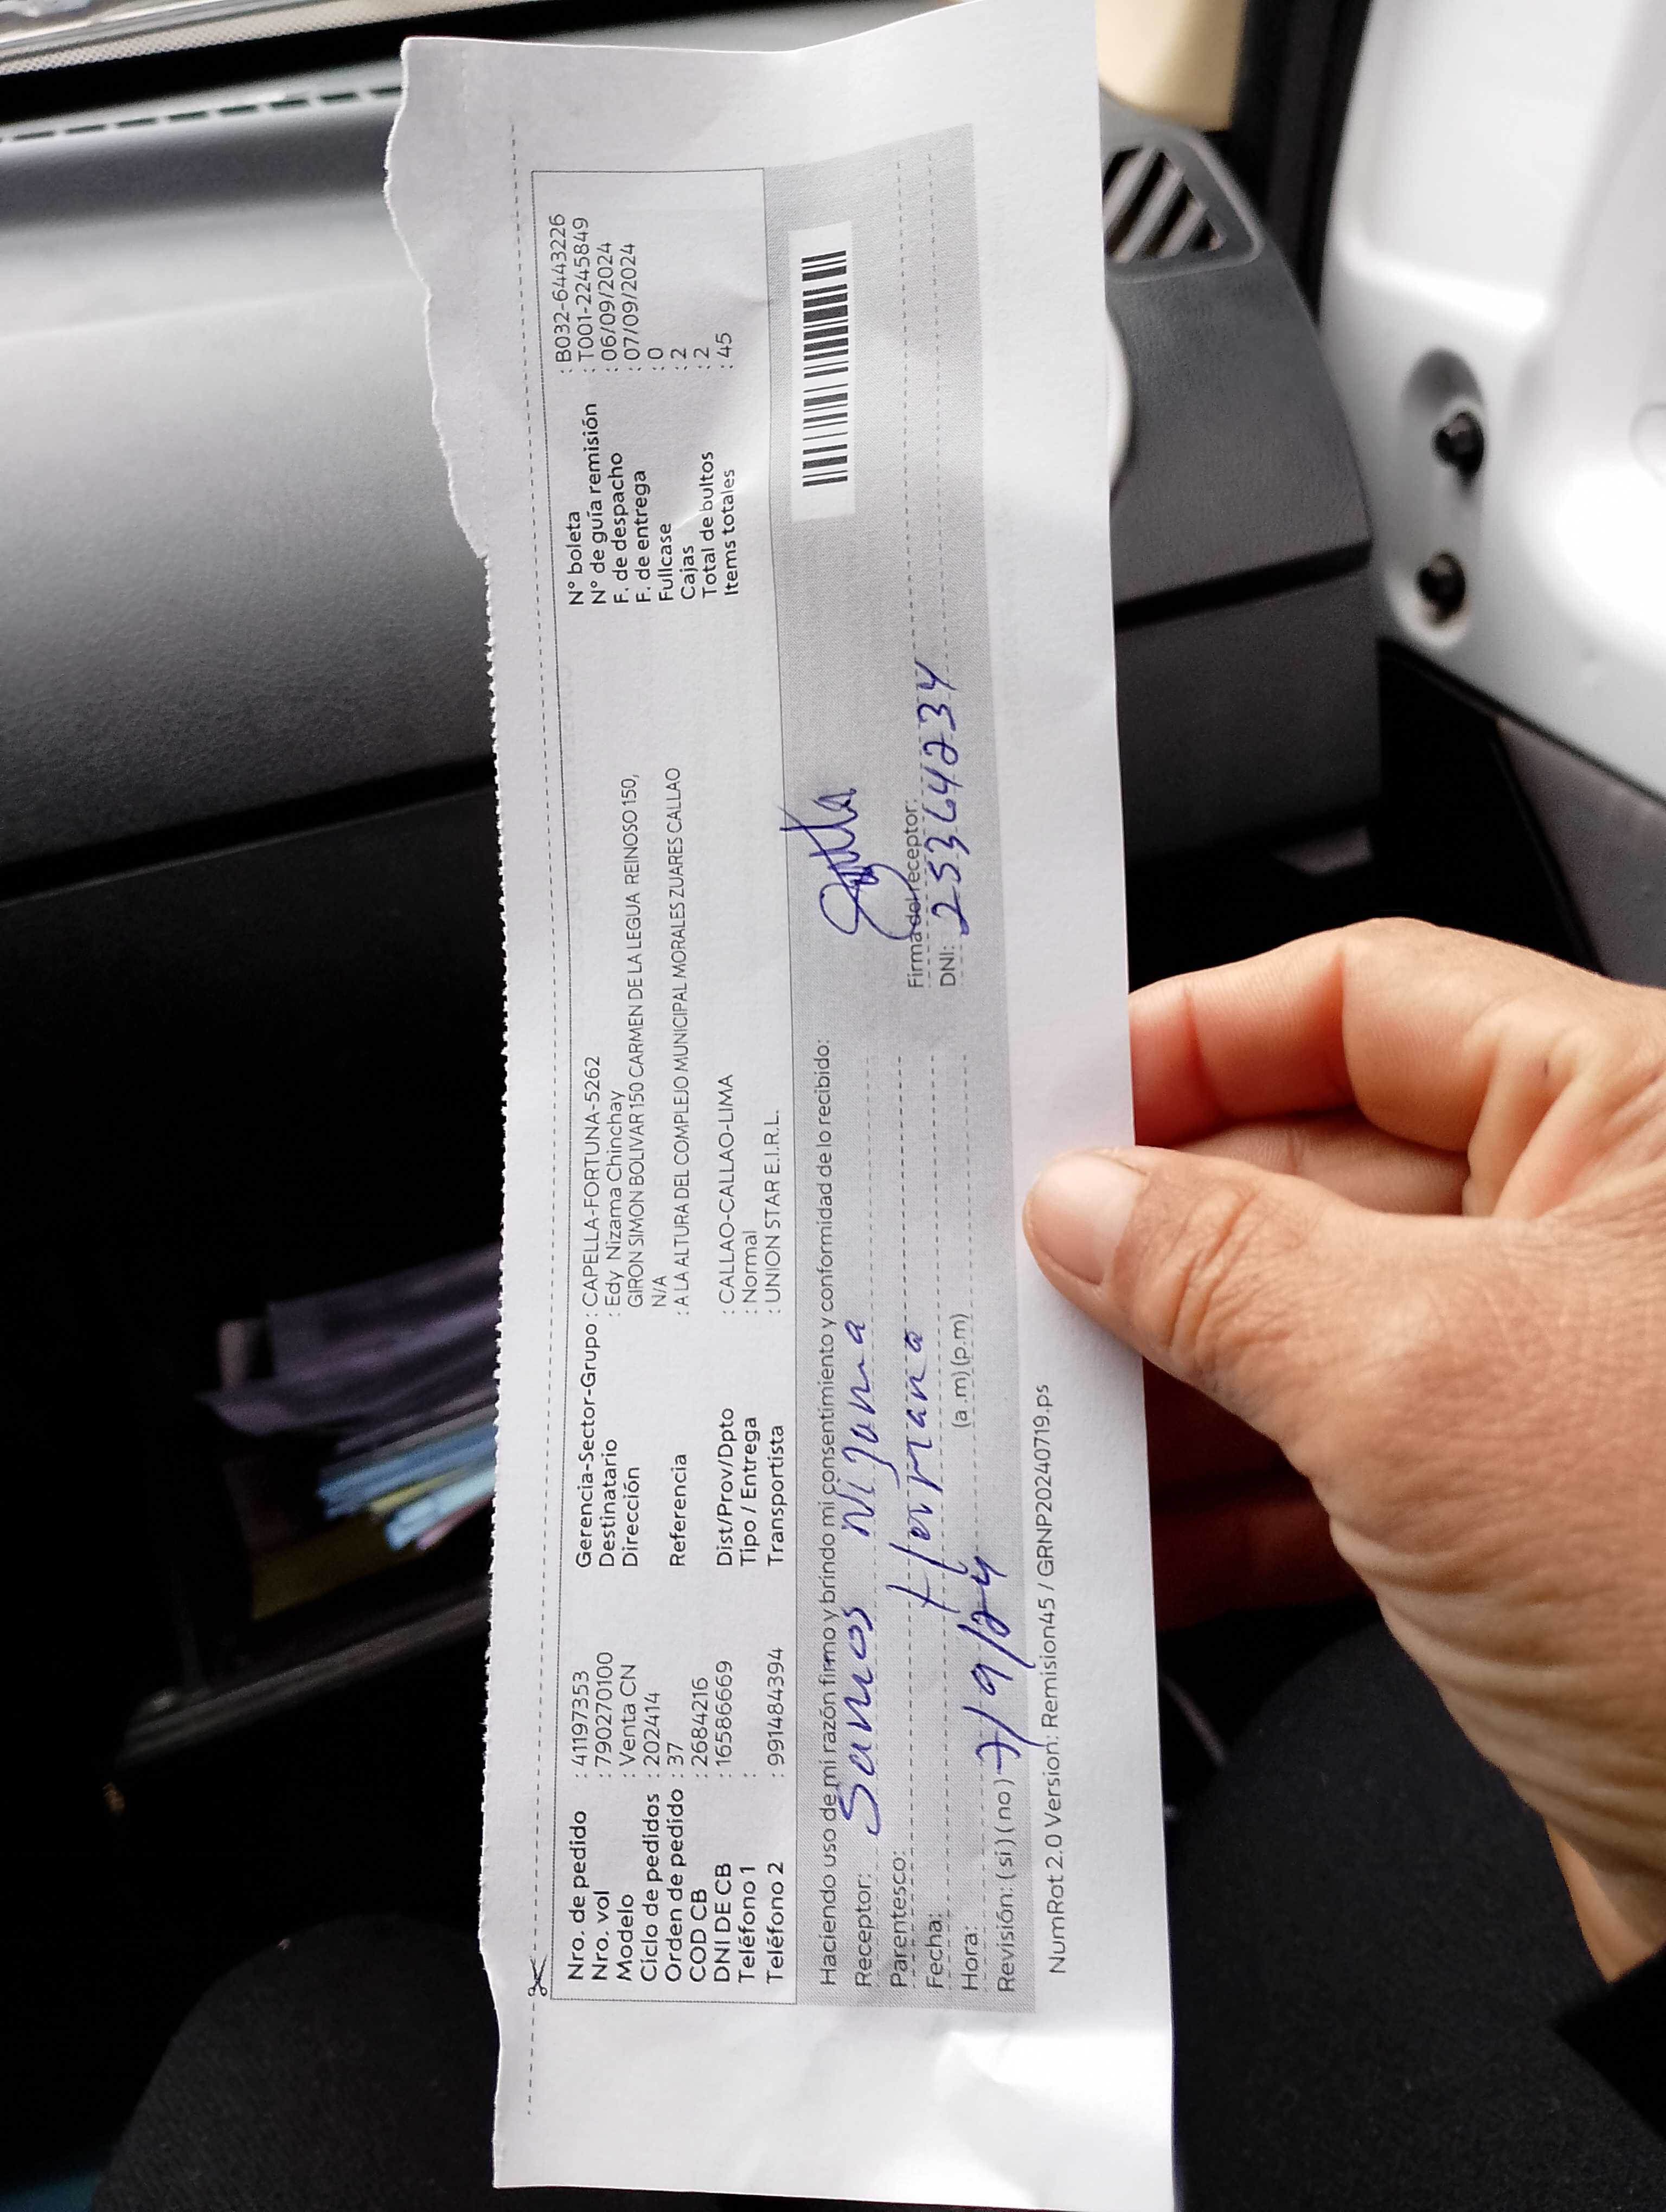 Nro. de pedido : 41197353
Nro. vol : 790270100
Modelo : Venta CN
Ciclo de pedidos : 202414
Orden de pedido : 37
COD CB : 2684216
DNI DE CB : 16586669
Teléfono 1 :
Teléfono 2 : 991484394
Gerencia-Sector-Grupo : CAPELLA-FORTUNA-5262
Destinatario : Edy Nizama Chinchay
Dirección GIRON SIMON BOLIVAR 150 CARMEN DE LA LEGUA REINOSO 150,
N/A
Referencia : A LA ALTURA DEL COMPLEJO MUNICIPAL MORALES ZUARES CALLAO
Dist/Prov/Dpto : CALLAO-CALLAO-LIMA
Tipo / Entrega : Normal
Transportista : UNION STAR E.I.R.L.
N° boleta : B032-6443226
N° de guía remisión : T001-2245849
F. de despacho : 06/09/2024
F. de entrega : 07/09/2024
Fullcase : 0
Cajas : 2
Total de bultos : 2
Items totales : 45
Haciendo uso de mi razón firmo y brindo mi consentimiento y conformidad de lo recibido:
Receptor:
Parentesco: Hermana
Fecha: 7/9/24
Hora: (a.m) (p.m)
Revisión: (si) (no)
Firma del receptor:
DNI: 25364234
NumRot 2.0 Version: Remision45 / GRNP20240719.ps